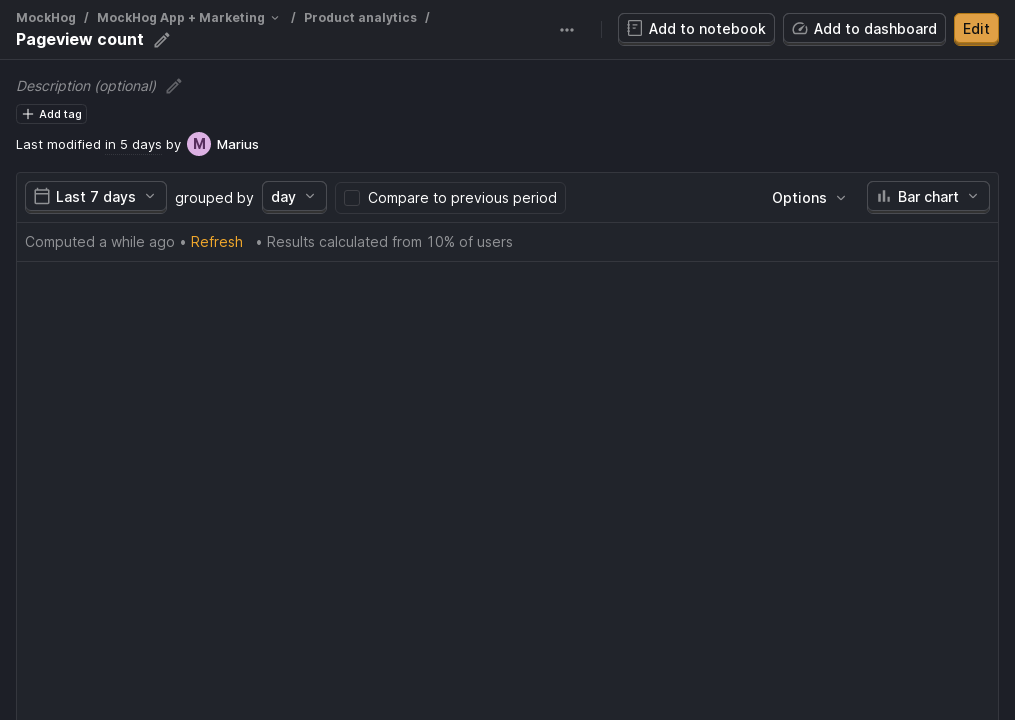 MockHog / MockHog App + Marketing / Product analytics /
Pageview count
Add to notebook
Add to dashboard
Edit
Description (optional)
Add tag
Last modified in 5 days by M Marius
Last 7 days grouped by day Compare to previous period Options Bar chart
Computed a while ago • Refresh • Results calculated from 10% of users